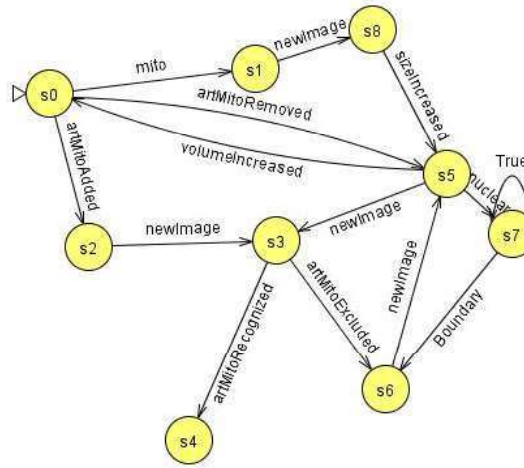 newImage
s8
mito
s1
s0
artMitoRemoved
sizeIncreased
volumeIncreased
True
artMitoAdded
s5
nuclear
newImage
s2
newImage
s3
s7
artMitoExcluded
newImage
Boundary
artMitoRecognized
s6
s4